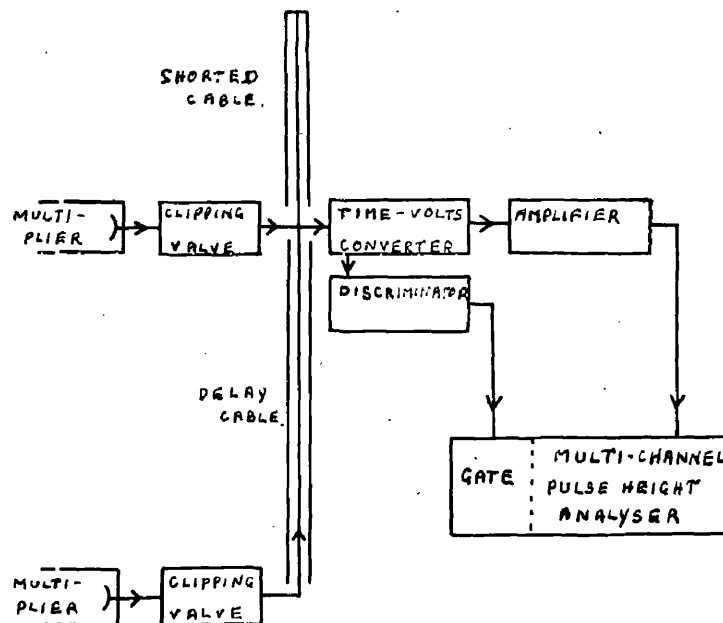 SHORTED
CABLE.
MULTI-
PLIER
CLIPPING
VALVE
TIME-VOLTS
CONVERTER
AMPLIFIER
DISCRIMINATOR
DELAY
CABLE.
GATE
MULTI-CHANNEL
PULSE HEIGHT
ANALYSER
MULTI-
PLIER
CLIPPING
VALVE